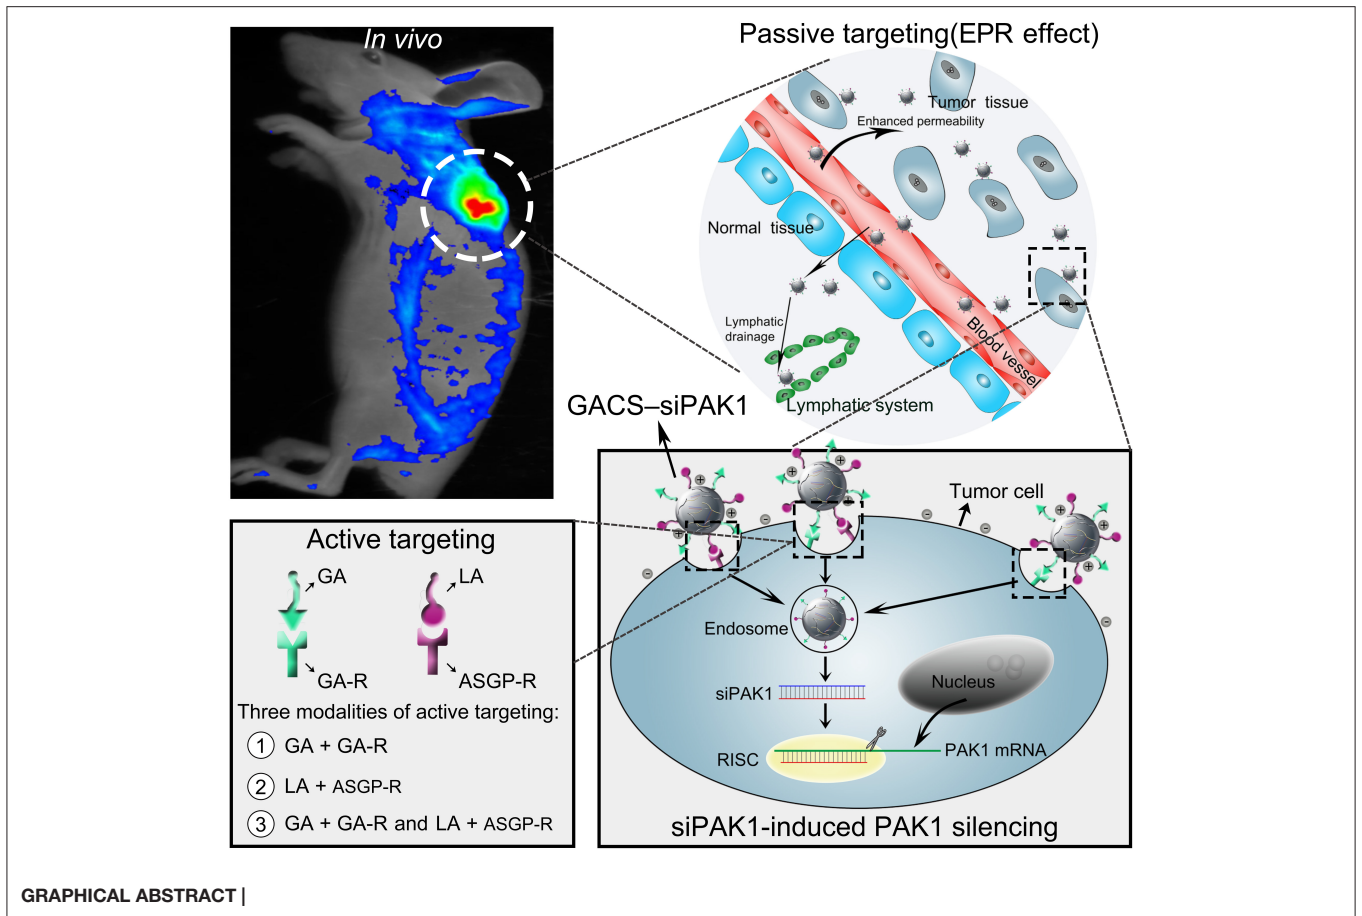 In vivo
Passive targeting(EPR effect)
Tumor tissue
Enhanced permeability
Normal tissue
Lymphatic
drainage
Blood vessel
Lymphatic system
GACS–siPAK1
Active targeting
GA
LA
GA-R
ASGP-R
Three modalities of active targeting:
1 GA + GA-R
2 LA + ASGP-R
3 GA + GA-R and LA + ASGP-R
Tumor cell
Endosome
siPAK1
Nucleus
RISC
PAK1 mRNA
siPAK1-induced PAK1 silencing
GRAPHICAL ABSTRACT |